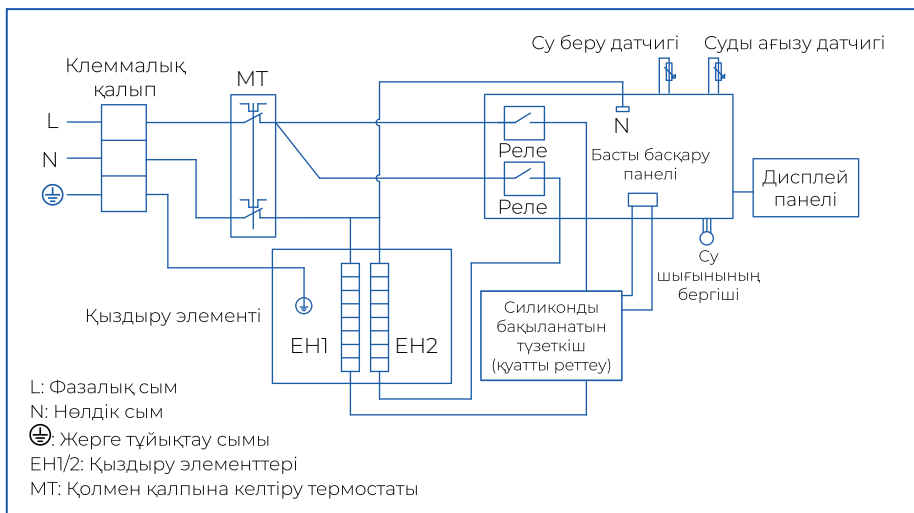 Су беру датчигі
Суды ағызу датчигі
Клеммалық
қалып
МТ
L
N
N
Реле
Реле
Басты басқару
панелі
Дисплей
панелі
Су
шығынының
бергіші
Силиконды
бақыланатын
түзеткіш
(қуатты реттеу)
Қыздыру элементі
EH1
EH2
L: Фазалық сым
N: Нөлдік сым
⏚: Жерге тұйықтау сымы
EH1/2: Қыздыру элементтері
МТ: Қолмен қалпына келтіру термостаты